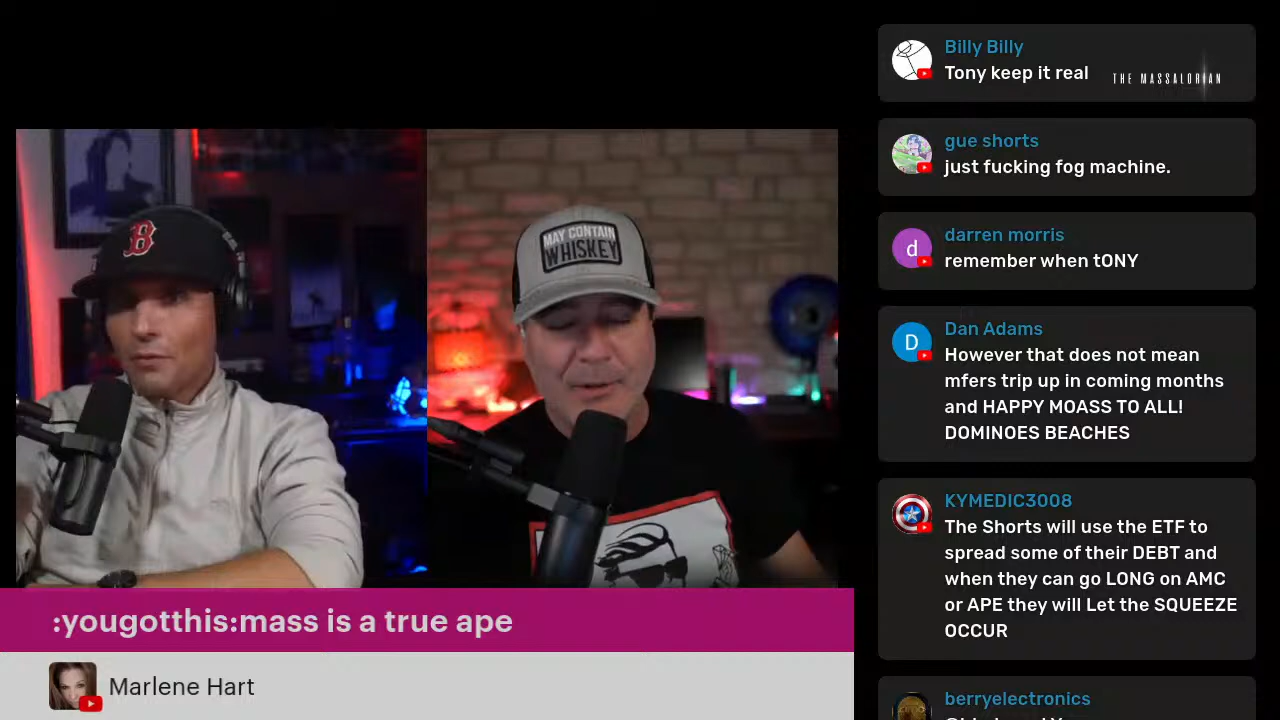 Billy Billy
Tony keep it real
THE MASSALORIAN
gue shorts
just fucking fog machine.
d
darren morris
remember when tONY
D
Dan Adams
However that does not mean
mfers trip up in coming months
and HAPPY MOASS TO ALL!
DOMINOES BEACHES
KYMEDIC3008
The Shorts will use the ETF to
spread some of their DEBT and
when they can go LONG on AMC
or APE they will Let the SQUEEZE
OCCUR
berryelectronics
B
MAY CONTAIN
WHISKEY
:yougotthis:mass is a true ape
Marlene Hart